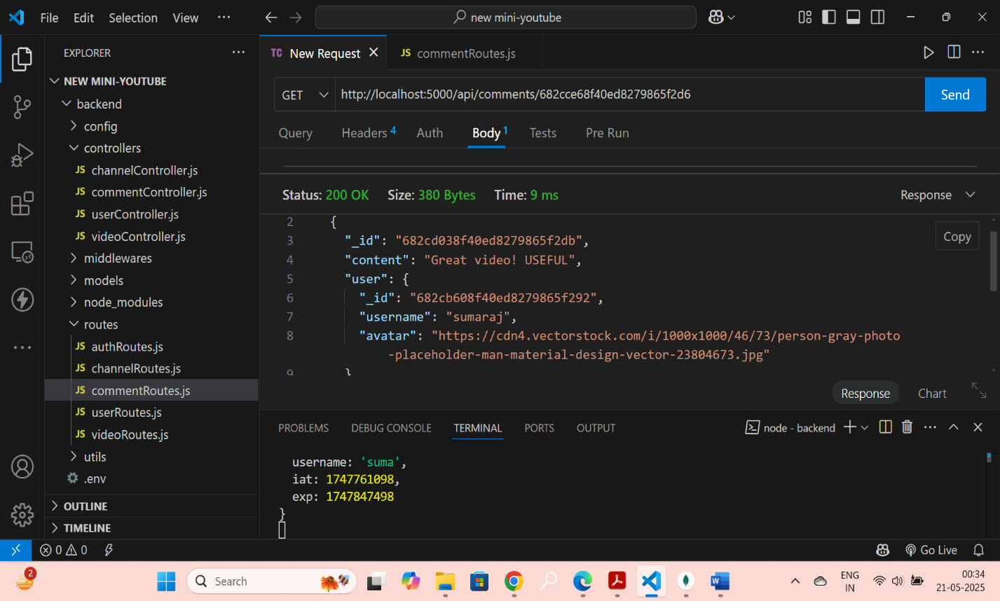 File Edit Selection View ···
new mini-youtube
EXPLORER ···
NEW MINI-YOUTUBE
backend
config
controllers
JS channelController.js
JS commentController.js
JS userController.js
JS videoController.js
middlewares
models
node_modules
routes
JS authRoutes.js
JS channelRoutes.js
JS commentRoutes.js
JS userRoutes.js
JS videoRoutes.js
utils
.env
OUTLINE
TIMELINE
TC New Request
JS commentRoutes.js
GET http://localhost:5000/api/comments/682cce68f40ed8279865f2d6 Send
Query Headers 4 Auth Body 1 Tests Pre Run
Status: 200 OK Size: 380 Bytes Time: 9 ms Response
2 {
Copy
3 "_id": "682cd038f40ed8279865f2db",
4 "content": "Great video! USEFUL",
5 "user": {
6 "_id": "682cb608f40ed8279865f292",
7 "username": "sumaraj",
8 "avatar": "https://cdn4.vectorstock.com/i/1000x1000/46/73/person-gray-photo
-placeholder-man-material-design-vector-23804673.jpg"
9 }
Response Chart
PROBLEMS DEBUG CONSOLE TERMINAL PORTS OUTPUT node - backend
username: 'suma',
iat: 1747761098,
exp: 1747847498
}
0 0 Go Live
2
Search
ENG
IN
00:34
21-05-2025